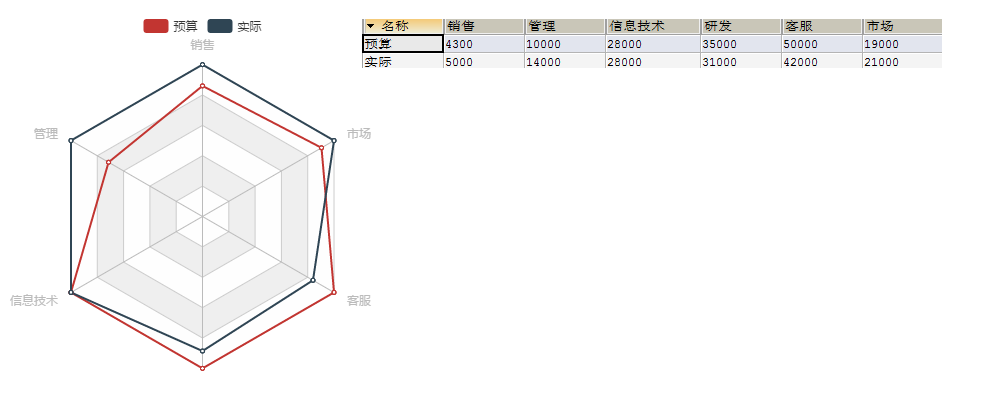 预算 实际
销售
管理
市场
信息技术
客服
名称 销售 管理 信息技术 研发 客服 市场
预算 4300 10000 28000 35000 50000 19000
实际 5000 14000 28000 31000 42000 21000